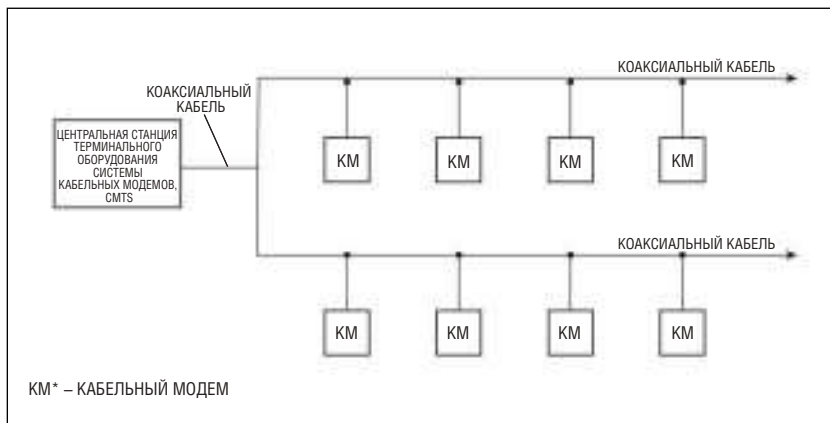 КОАКСИАЛЬНЫЙ КАБЕЛЬ
КОАКСИАЛЬНЫЙ
КАБЕЛЬ
ЦЕНТРАЛЬНАЯ СТАНЦИЯ
ТЕРМИНАЛЬНОГО
ОБОРУДОВАНИЯ
СИСТЕМЫ
КАБЕЛЬНЫХ МОДЕМОВ,
CMTS
КМ
КМ
КМ
КМ
КОАКСИАЛЬНЫЙ КАБЕЛЬ
КМ
КМ
КМ
КМ
КМ* – КАБЕЛЬНЫЙ МОДЕМ